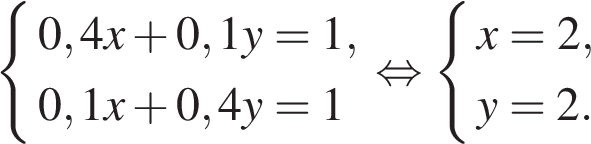 { 0,4x + 0,1y = 1, ⇔ { x = 2,
0,1x + 0,4y = 1 y = 2.